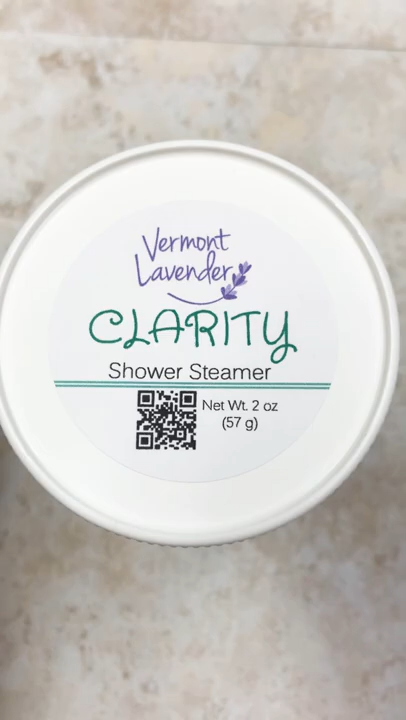 Vermont
Lavender
CLARITY
Shower Steamer
Net Wt. 2 oz
(57 g)